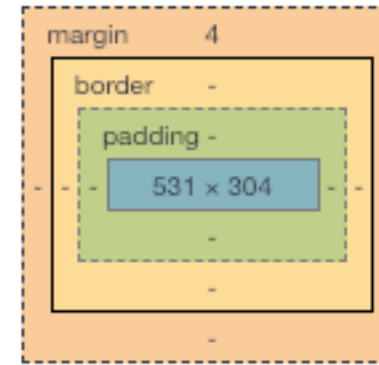 margin 4
border -
padding -
- - - 531 × 304 - -
-
-
-